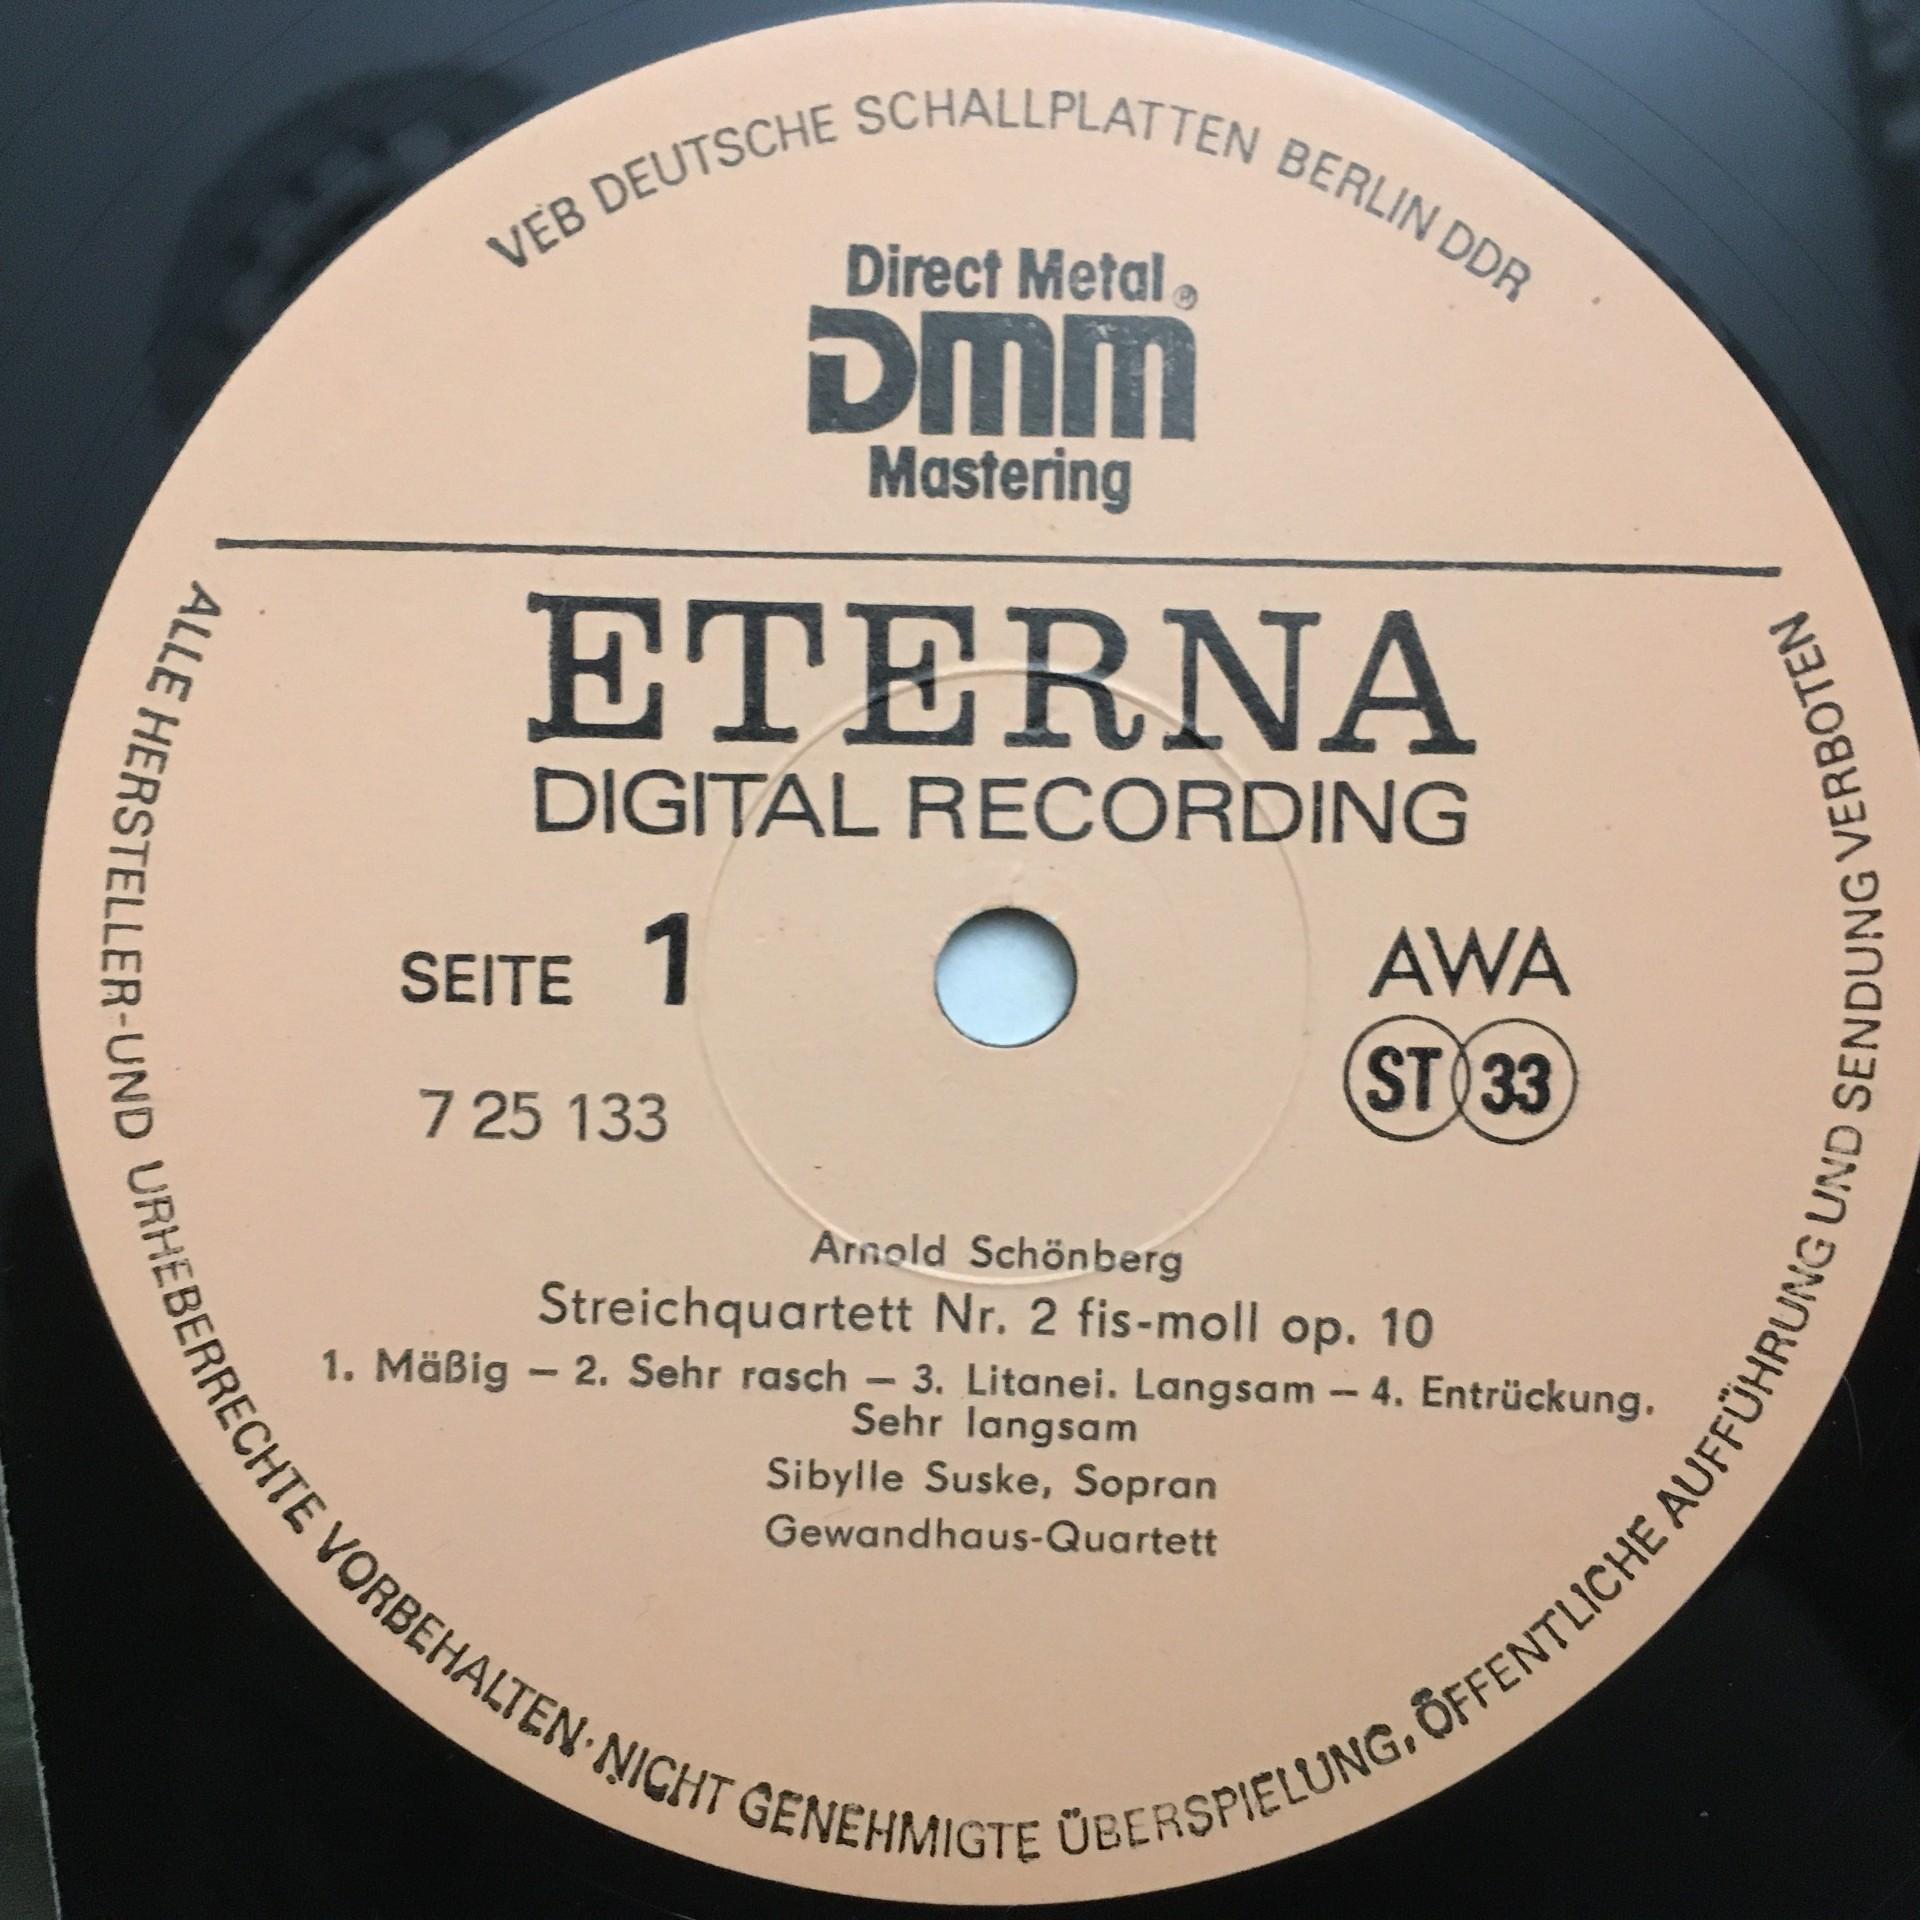 VEB DEUTSCHE SCHALLPLATTEN BERLIN DDR
Direct Metal ®
DMM
Mastering
ETERNA
DIGITAL RECORDING
SEITE 1
AWA
7 25 133
ST 33
Arnold Schönberg
Streichquartett Nr. 2 fis-moll op. 10
1. Mäßig – 2. Sehr rasch – 3. Litanei. Langsam – 4. Entrückung.
Sehr langsam
Sibylle Suske, Sopran
Gewandhaus-Quartett
ALLE HERSTELLER-UND URHEBERRECHTE VORBEHALTEN·NICHT GENEHMIGTE ÜBERSPIELUNG, ÖFFENTLICHE AUFFÜHRUNG UND SENDUNG VERBOTEN